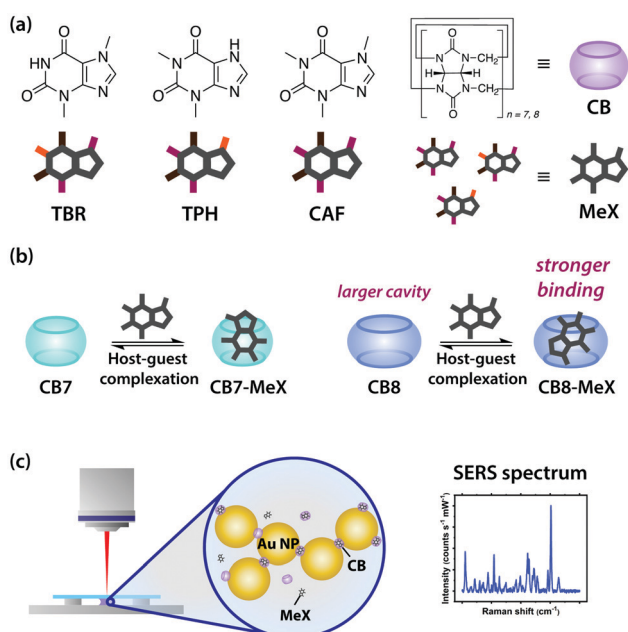 (a)
O
HN
N
O
N
N
TBR
O
H
N
N
O
N
N
TPH
O
N
N
O
N
N
CAF
O
N
N
CH2
H
H
N
N
CH2
O
n = 7, 8
≡
CB
≡
MeX
(b)
CB7
Host-guest
complexation
CB7-MeX
larger cavity
CB8
Host-guest
complexation
stronger
binding
CB8-MeX
(c)
Au NP
CB
MeX
SERS spectrum
Intensity (counts s-1 mW-1)
Raman shift (cm-1)